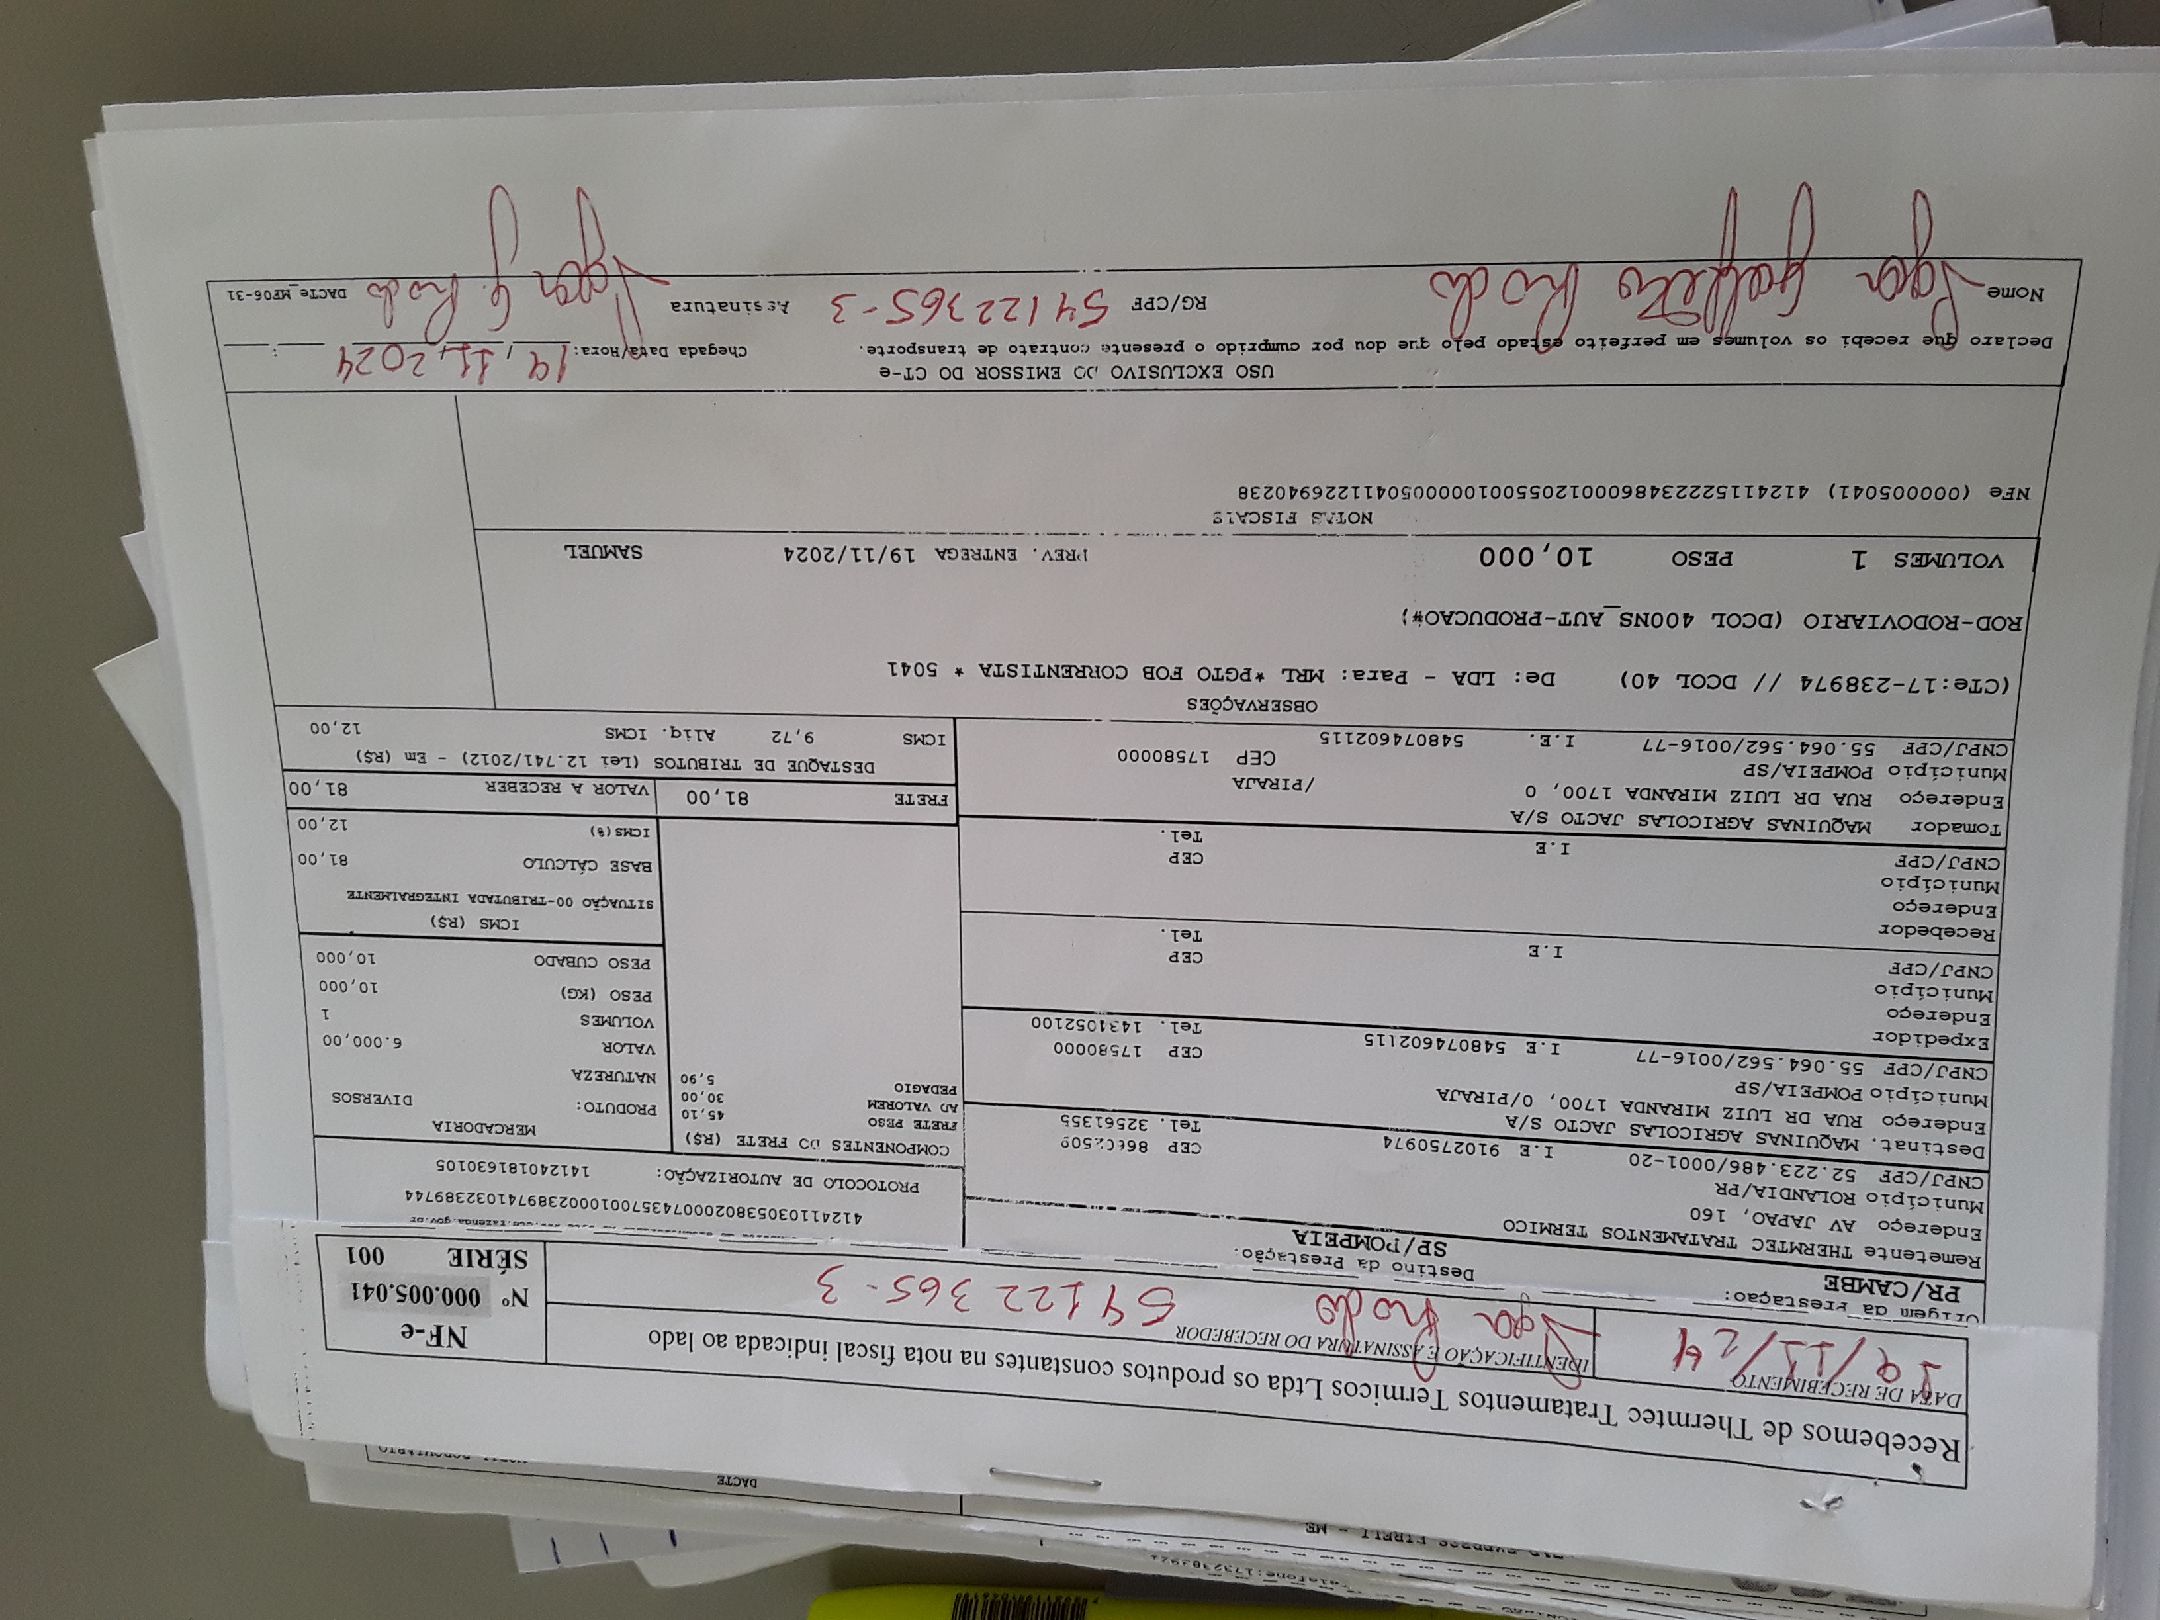 DACTE
Recebemos de Thermtec Tratamentos Termicos Ltda os produtos constantes na nota fiscal indicada ao lado
DATA DE RECEBIMENTO
19/11/24
IDENTIFICAÇÃO E ASSINATURA DO RECEBEDOR
54122365-3
NF-e
Nº 000.005.041
SÉRIE 001
Origem da Prestação:
PR/CAMBE
Destino da Prestação:
SP/POMPEIA
Remetente THERMTEC TRATAMENTOS TERMICO
Endereço AV JAPAO, 160
Município ROLANDIA/PR
CNPJ/CPF 52.223.486/0001-20 I.E 9102750974 CEP
Tel. 32561355
Destinat. MAQUINAS AGRICOLAS JACTO S/A
Endereço RUA DR LUIZ MIRANDA 1700, 0/PIRAJA
Município POMPEIA/SP CEP 17580000
CNPJ/CPF 55.064.562/0016-77 I.E 548074602115 Tel. 1434052100
Expedidor
Endereço
Município CEP
CNPJ/CPF I.E Tel.
Recebedor
Endereço
Município CEP
CNPJ/CPF I.E Tel.
Tomador MAQUINAS AGRICOLAS JACTO S/A
Endereço RUA DR LUIZ MIRANDA 1700, 0 /PIRAJA
Município POMPEIA/SP CEP 17580000
CNPJ/CPF 55.064.562/0016-77 I.E. 548074602115
41241103053802000743570010002389741032389744
PROTOCOLO DE AUTORIZAÇÃO: 141240181630105
COMPONENTES DO FRETE (R$)
FRETE PESO 45,10
AD VALOREM 30,00
PEDAGIO 5,90
MERCADORIA
PRODUTO: DIVERSOS
NATUREZA
VALOR 6.000,00
VOLUMES 1
PESO (KG) 10,000
PESO CUBADO 10,000
ICMS (R$)
SITUAÇÃO 00-TRIBUTADA INTEGRALMENTE
BASE CÁLCULO 81,00
ICMS(%) 12,00
FRETE 81,00 VALOR A RECEBER 81,00
DESTAQUE DE TRIBUTOS (Lei 12.741/2012) - Em (R$)
ICMS 9,72 Aliq. ICMS 12,00
OBSERVAÇÕES
(CTe:17-238974 // DCOL 40) De: LDA - Para: MRL *PGTO FOB CORRENTISTA * 5041
ROD-RODOVIARIO (DCOL 400NS_AUT-PRODUCAO#)
VOLUMES 1 PESO 10,000 PREV. ENTREGA 19/11/2024 SAMUEL
NOTAS FISCAIS
NFe (000005041) 41241152223486000120550010000050411226940238
USO EXCLUSIVO DO EMISSOR DO CT-e
Declaro que recebi os volumes em perfeito estado pelo que dou por cumprido o presente contrato de transporte. Chegada Data/Hora: 19, 11, 2024
Nome RG/CPF 54122365-3 Assinatura
DACTe_MF06-31